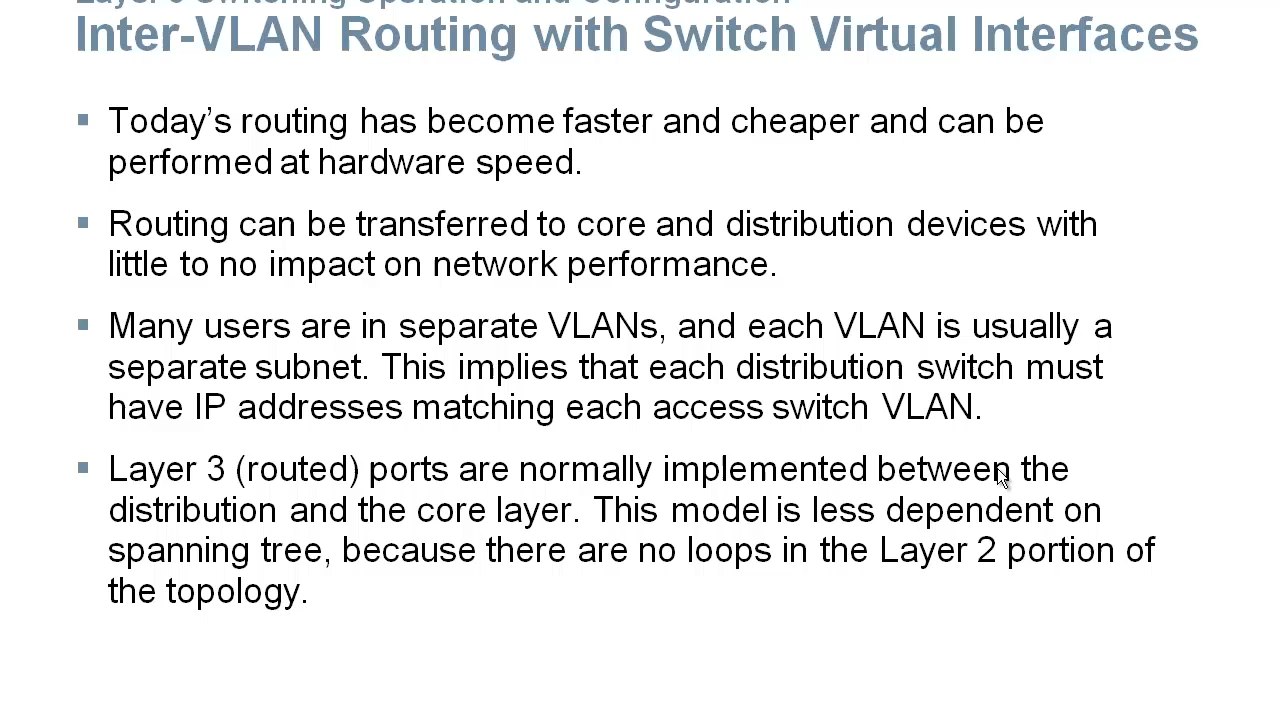 Layer 3 Switching Operation and Configuration
Inter-VLAN Routing with Switch Virtual Interfaces
▪ Today’s routing has become faster and cheaper and can be
performed at hardware speed.
▪ Routing can be transferred to core and distribution devices with
little to no impact on network performance.
▪ Many users are in separate VLANs, and each VLAN is usually a
separate subnet. This implies that each distribution switch must
have IP addresses matching each access switch VLAN.
▪ Layer 3 (routed) ports are normally implemented between the
distribution and the core layer. This model is less dependent on
spanning tree, because there are no loops in the Layer 2 portion of
the topology.